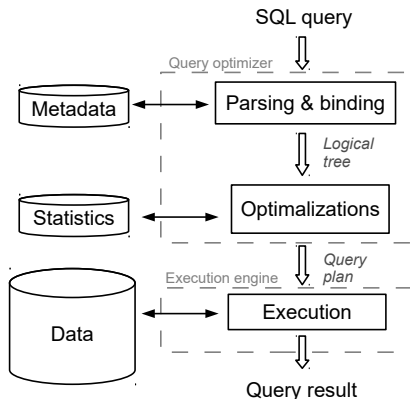 SQL query
Query optimizer
Metadata
Parsing & binding
Logical
tree
Statistics
Optimalizations
Query
plan
Execution engine
Data
Execution
Query result